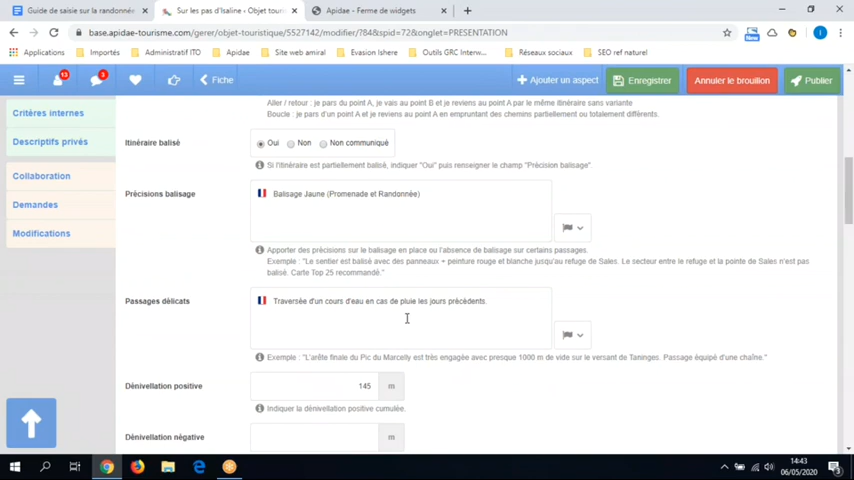 Guide de saisie sur la randonné
Sur les pas d'Isaline - Objet tour
Apidae - Ferme de widgets
base.apidae-tourisme.com/gerer/objet-touristique/5527142/modifier/?84&spid=72&onglet=PRESENTATION
Applications Importés Administratif ITO Apidae Site web amiral Evasion Ishere Outils GRC Interw... Réseaux sociaux SEO ref naturel
13 3 Fiche Ajouter un aspect Enregistrer Annuler le brouillon Publier
Critères internes
Descriptifs privés
Collaboration
Demandes
Modifications
Aller / retour : je pars du point A, je vais au point B et je reviens au point A par le même itinéraire sans variante
Boucle : je pars d'un point A et je reviens au point A en empruntant des chemins partiellement ou totalement différents.
Itinéraire balisé Oui Non Non communiqué
Si l'itinéraire est partiellement balisé, indiquer "Oui" puis renseigner le champ "Précision balisage"
Précisions balisage Balisage Jaune (Promenade et Randonnée)
Apporter des précisions sur le balisage en place ou l'absence de balisage sur certains passages.
Exemple : "Le sentier est balisé avec des panneaux + peinture rouge et blanche jusqu'au refuge de Sales. Le secteur entre le refuge et la pointe de Sales n'est pas
balisé. Carte Top 25 recommandé."
Passages délicats Traversée d'un cours d'eau en cas de pluie les jours précédents.
Exemple : "L'arête finale du Pic du Marcelly est très engagée avec presque 1000 m de vide sur le versant de Taninges. Passage équipé d'une chaîne."
Dénivellation positive 145 m
Indiquer la dénivellation positive cumulée.
Dénivellation négative m
14:43
06/05/2020